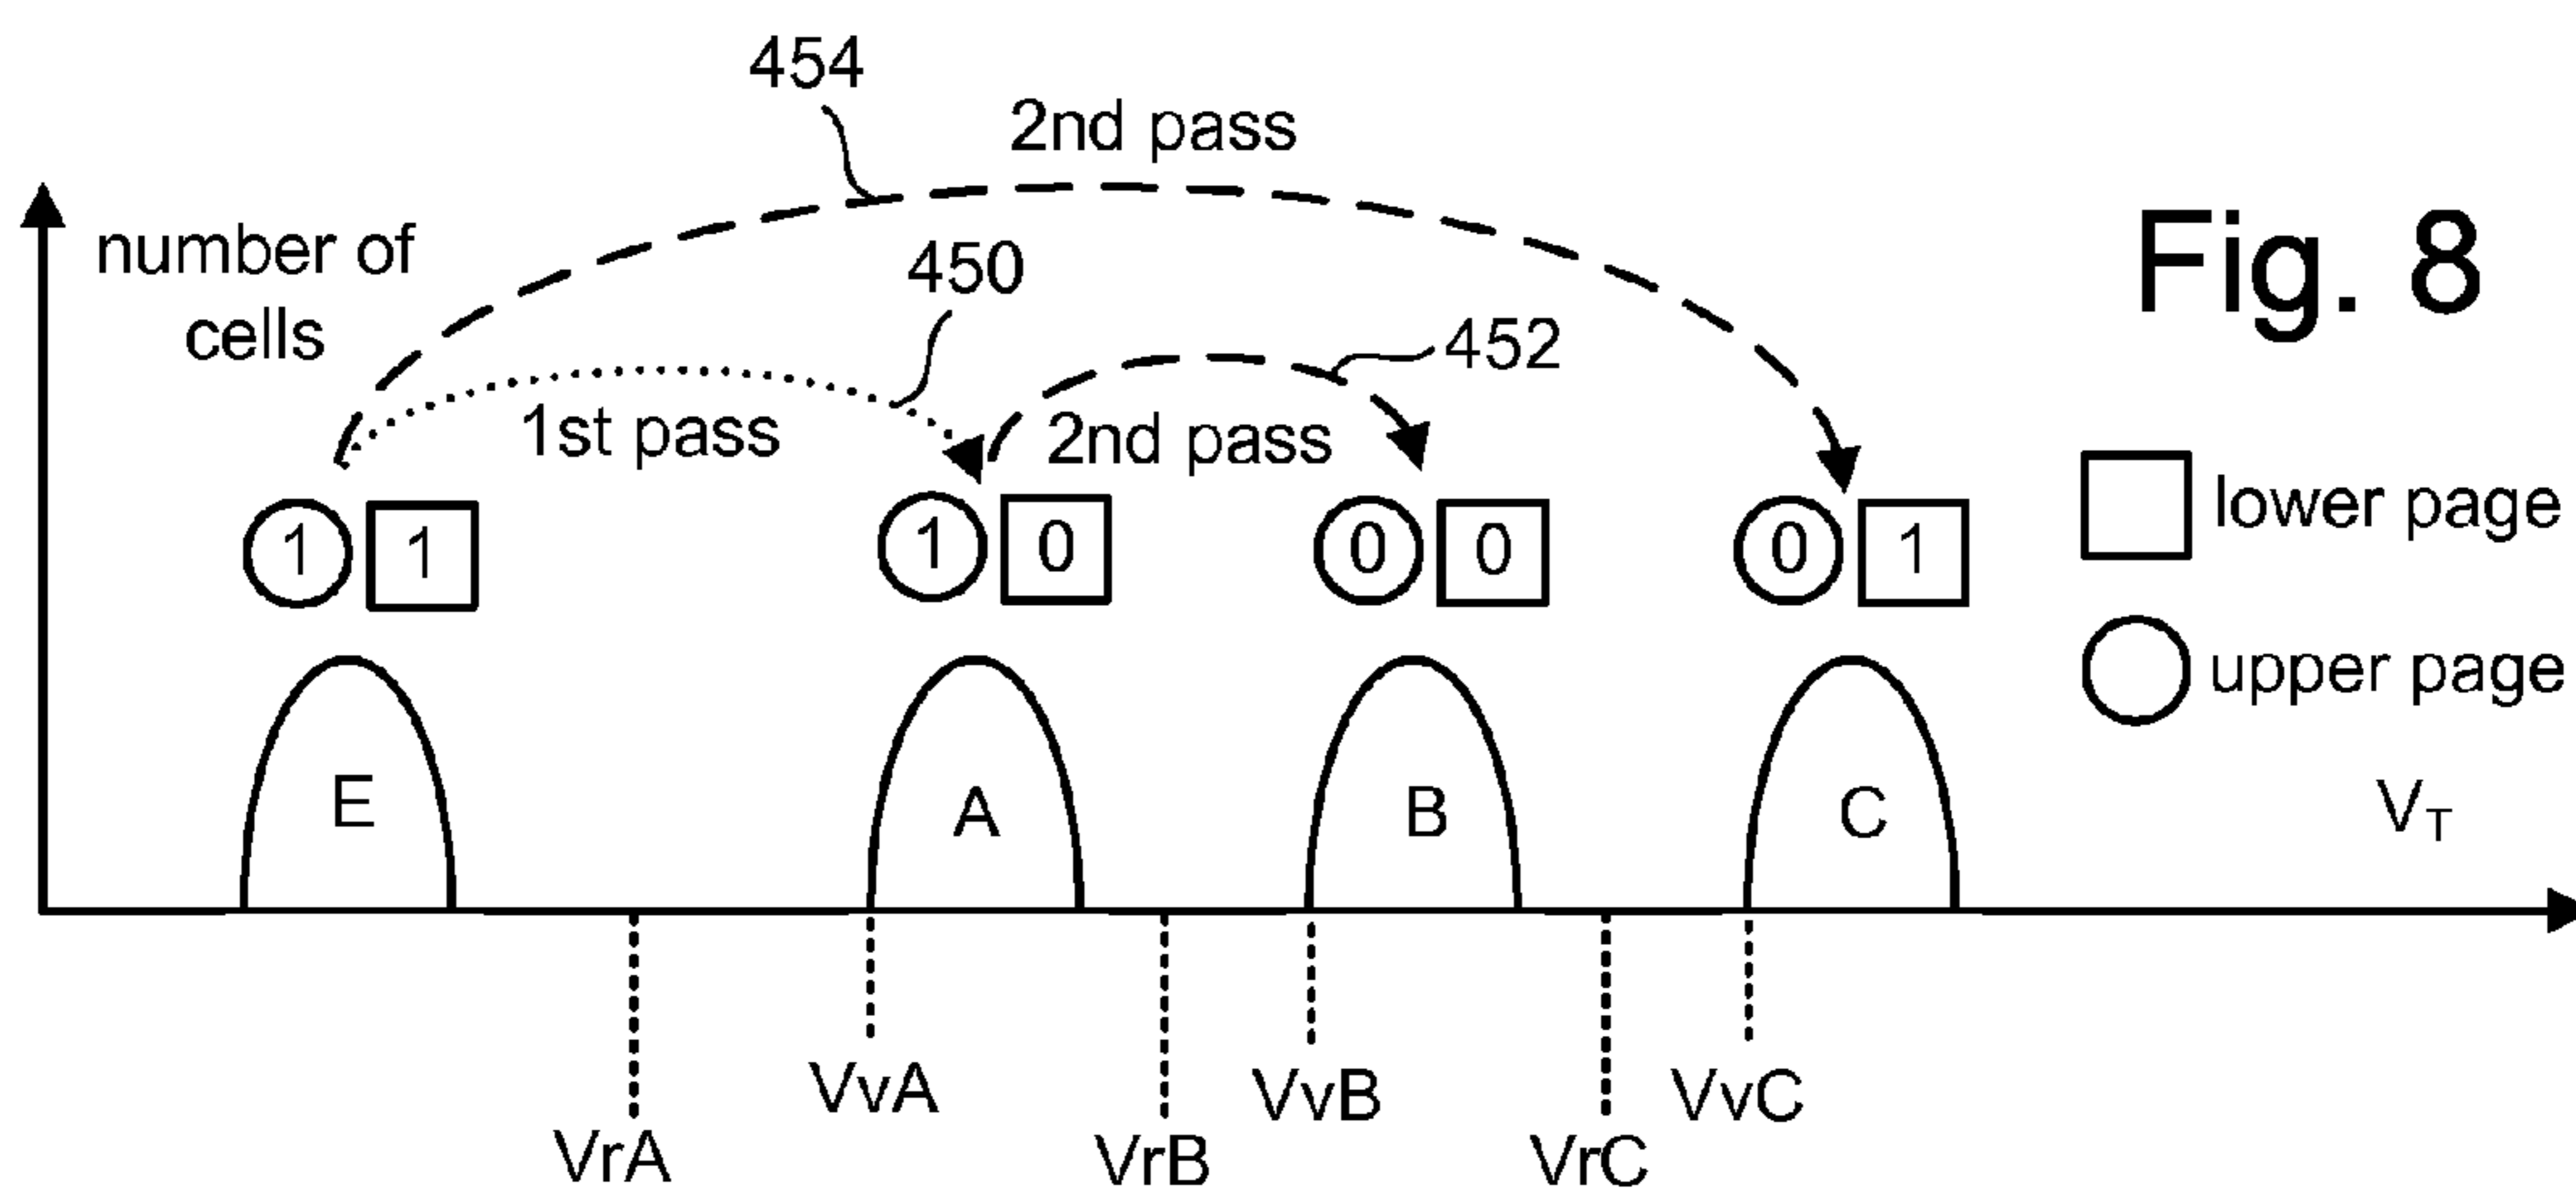 454
2nd pass
number of
cells
450
452
Fig. 8
1st pass
2nd pass
1 1
1 0
0 0
0 1
lower page
upper page
E
A
B
C
VT
VvA
VvB
VvC
VrA
VrB
VrC